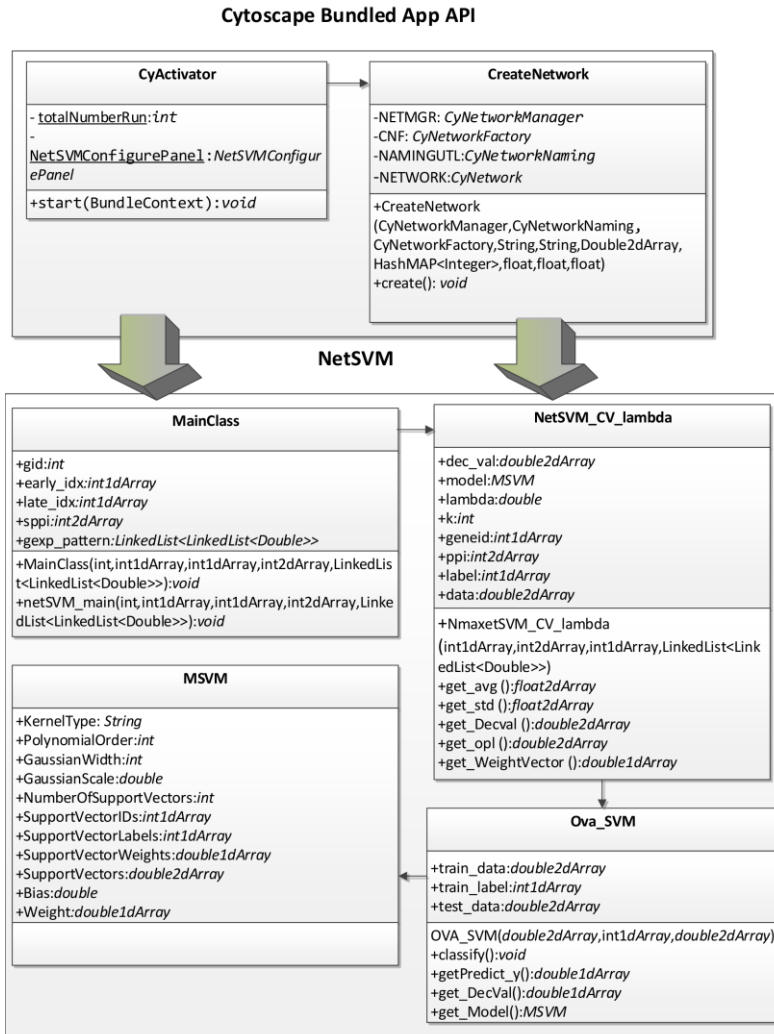 Cytoscape Bundled App API
CyActivator
- totalNumberRun:int
-
NetSVMConfigurePanel:NetSVMConfigur
ePanel
+start(BundleContext):void
CreateNetwork
-NETMGR: CyNetworkManager
-CNF: CyNetworkFactory
-NAMINGUTL:CyNetworkNaming
-NETWORK:CyNetwork
+CreateNetwork
(CyNetworkManager,CyNetworkNaming,
CyNetworkFactory,String,String,Double2dArray,
HashMAP<Integer>,float,float,float)
+create(): void
NetSVM
MainClass
+gid:int
+early_idx:int1dArray
+late_idx:int1dArray
+sppi:int2dArray
+gexp_pattern:LinkedList<LinkedList<Double>>
+MainClass(int,int1dArray,int1dArray,int2dArray,LinkedLis
t<LinkedList<Double>>):void
+netSVM_main(int,int1dArray,int1dArray,int2dArray,Linke
dList<LinkedList<Double>>):void
NetSVM_CV_lambda
+dec_val:double2dArray
+model:MSVM
+lambda:double
+k:int
+geneid:int1dArray
+ppi:int2dArray
+label:int1dArray
+data:double2dArray
+NmaxetSVM_CV_lambda
(int1dArray,int2dArray,int1dArray,LinkedList<Link
edList<Double>>)
+get_avg ():float2dArray
+get_std ():float2dArray
+get_Decval ():double2dArray
+get_opl ():double2dArray
+get_WeightVector ():double1dArray
MSVM
+KernelType: String
+PolynomialOrder:int
+GaussianWidth:int
+GaussianScale:double
+NumberOfSupportVectors:int
+SupportVectorIDs:int1dArray
+SupportVectorLabels:int1dArray
+SupportVectorWeights:double1dArray
+SupportVectors:double2dArray
+Bias:double
+Weight:double1dArray
Ova_SVM
+train_data:double2dArray
+train_label:int1dArray
+test_data:double2dArray
OVA_SVM(double2dArray,int1dArray,double2dArray)
+classify():void
+getPredict_y():double1dArray
+get_DecVal():double1dArray
+get_Model():MSVM